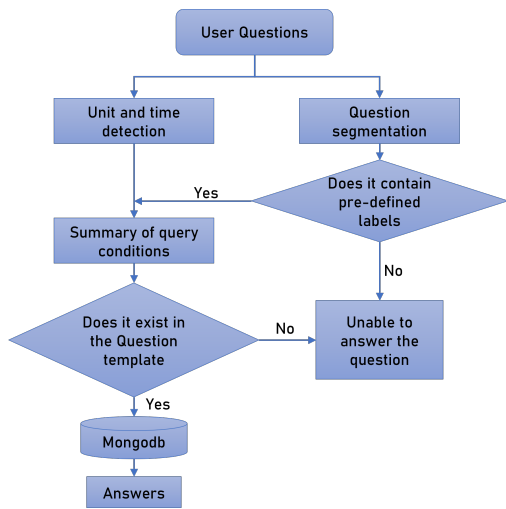 User Questions
Unit and time
detection
Question
segmentation
Does it contain
pre-defined
labels
Yes
Summary of query
conditions
No
Does it exist in
the Question
template
No
Unable to
answer the
question
Yes
Mongodb
Answers